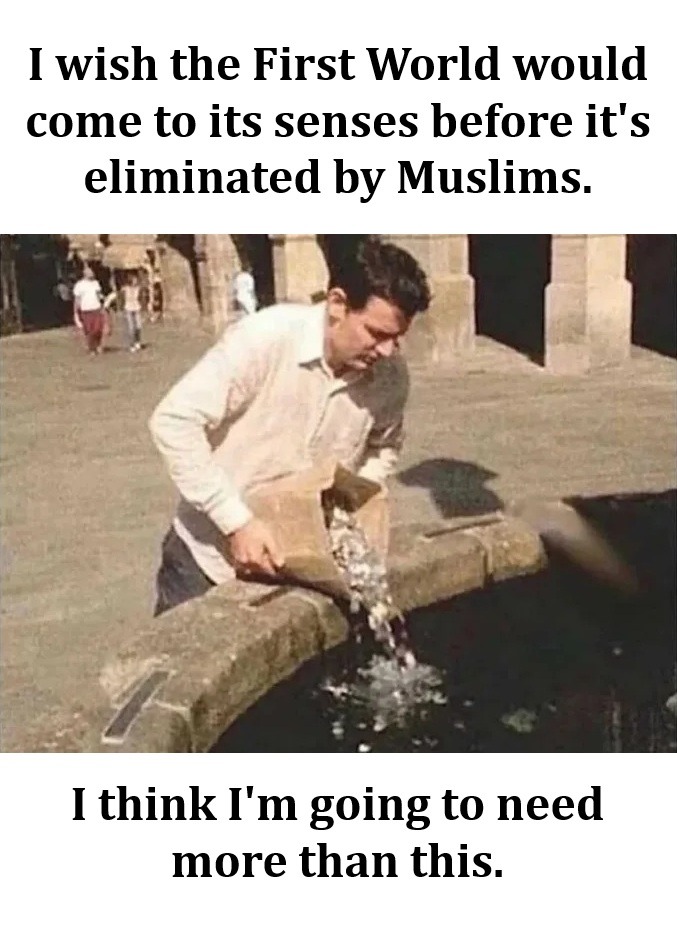 I wish the First World would
come to its senses before it's
eliminated by Muslims.
I think I'm going to need
more than this.